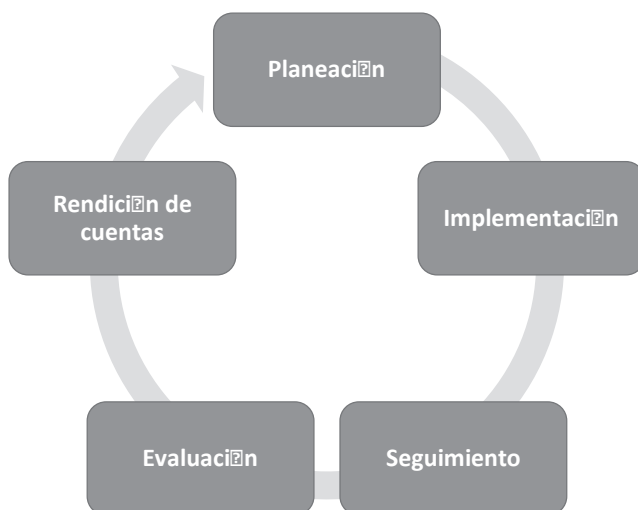 Planeaci⍰n
Implementaci⍰n
Seguimiento
Evaluaci⍰n
Rendici⍰n de
cuentas